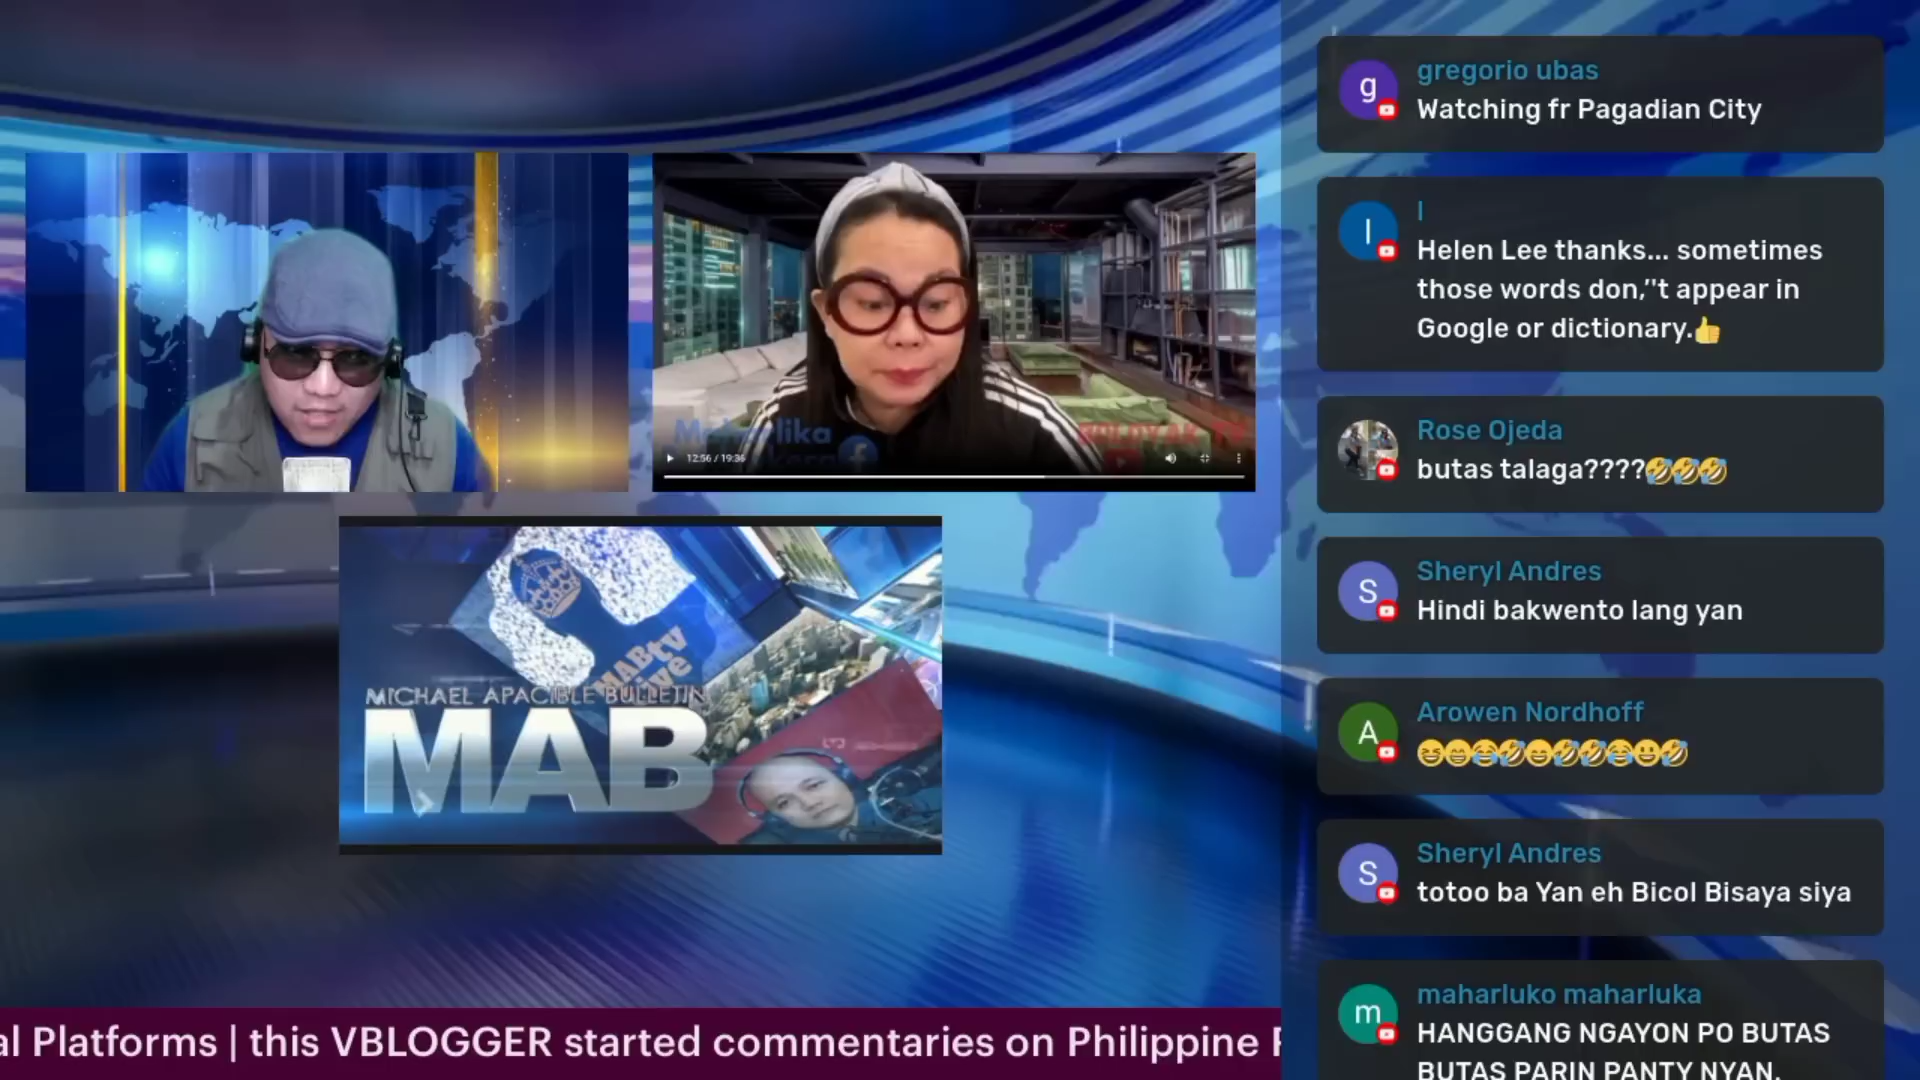 gregorio ubas
Watching fr Pagadian City
l
Helen Lee thanks... sometimes
those words don,''t appear in
Google or dictionary.👍
Rose Ojeda
butas talaga????🤣🤣🤣
Sheryl Andres
Hindi bakwento lang yan
Arowen Nordhoff
Sheryl Andres
totoo ba Yan eh Bicol Bisaya siya
maharluko maharluka
HANGGANG NGAYON PO BUTAS
BUTAS PARIN PANTY NYAN.
12:56 / 19:36
MABtv
live
MICHAEL APACIBLE BULLETIN
MAB
al Platforms | this VBLOGGER started commentaries on Philippine